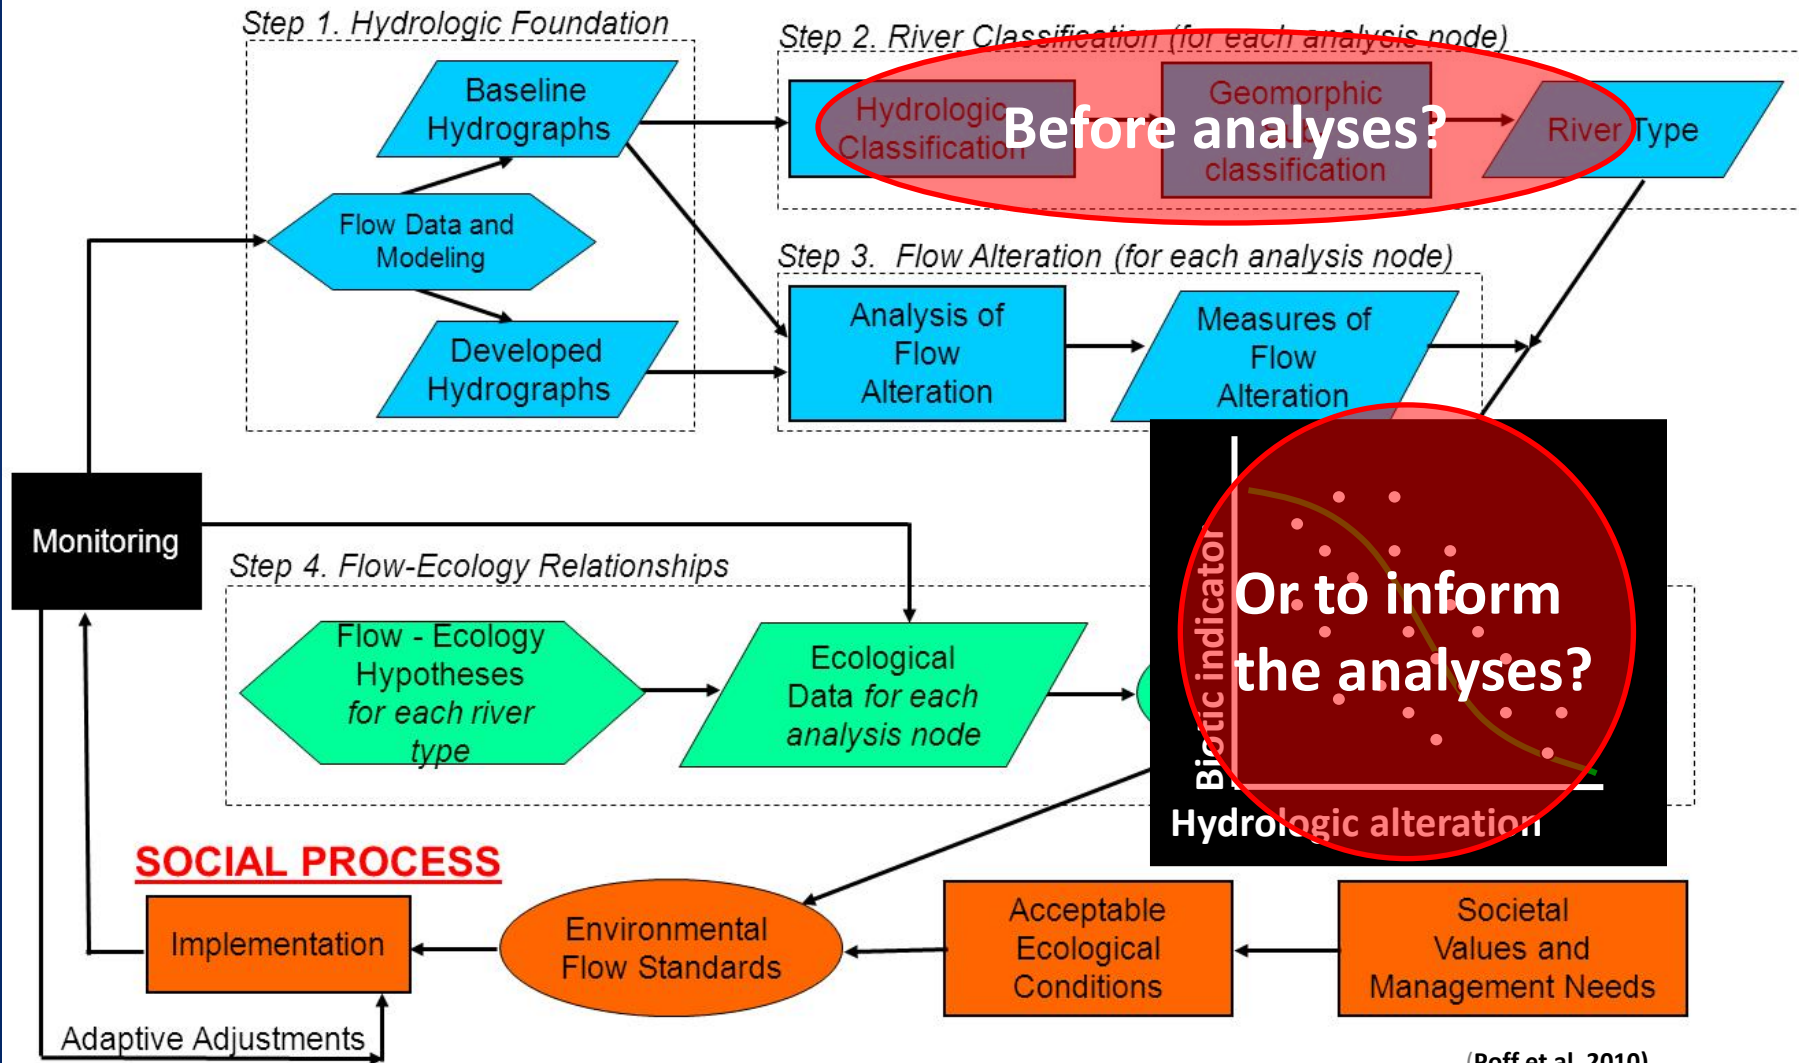 Step 1. Hydrologic Foundation
Baseline
Hydrographs
Flow Data and
Modeling
Developed
Hydrographs
Step 2. River Classification (for each analysis node)
Hydrologic
Classification
Geomorphic
classification
River Type
Before analyses?
Step 3.  Flow Alteration (for each analysis node)
Analysis of
Flow
Alteration
Measures of
Flow
Alteration
Monitoring
Step 4. Flow-Ecology Relationships
Flow - Ecology
Hypotheses
for each river
type
Ecological
Data for each
analysis node
Biotic indicator
Or to inform
the analyses?
Hydrologic alteration
SOCIAL PROCESS
Implementation
Environmental
Flow Standards
Acceptable
Ecological
Conditions
Societal
Values and
Management Needs
Adaptive Adjustments
(Poff et al. 2010)